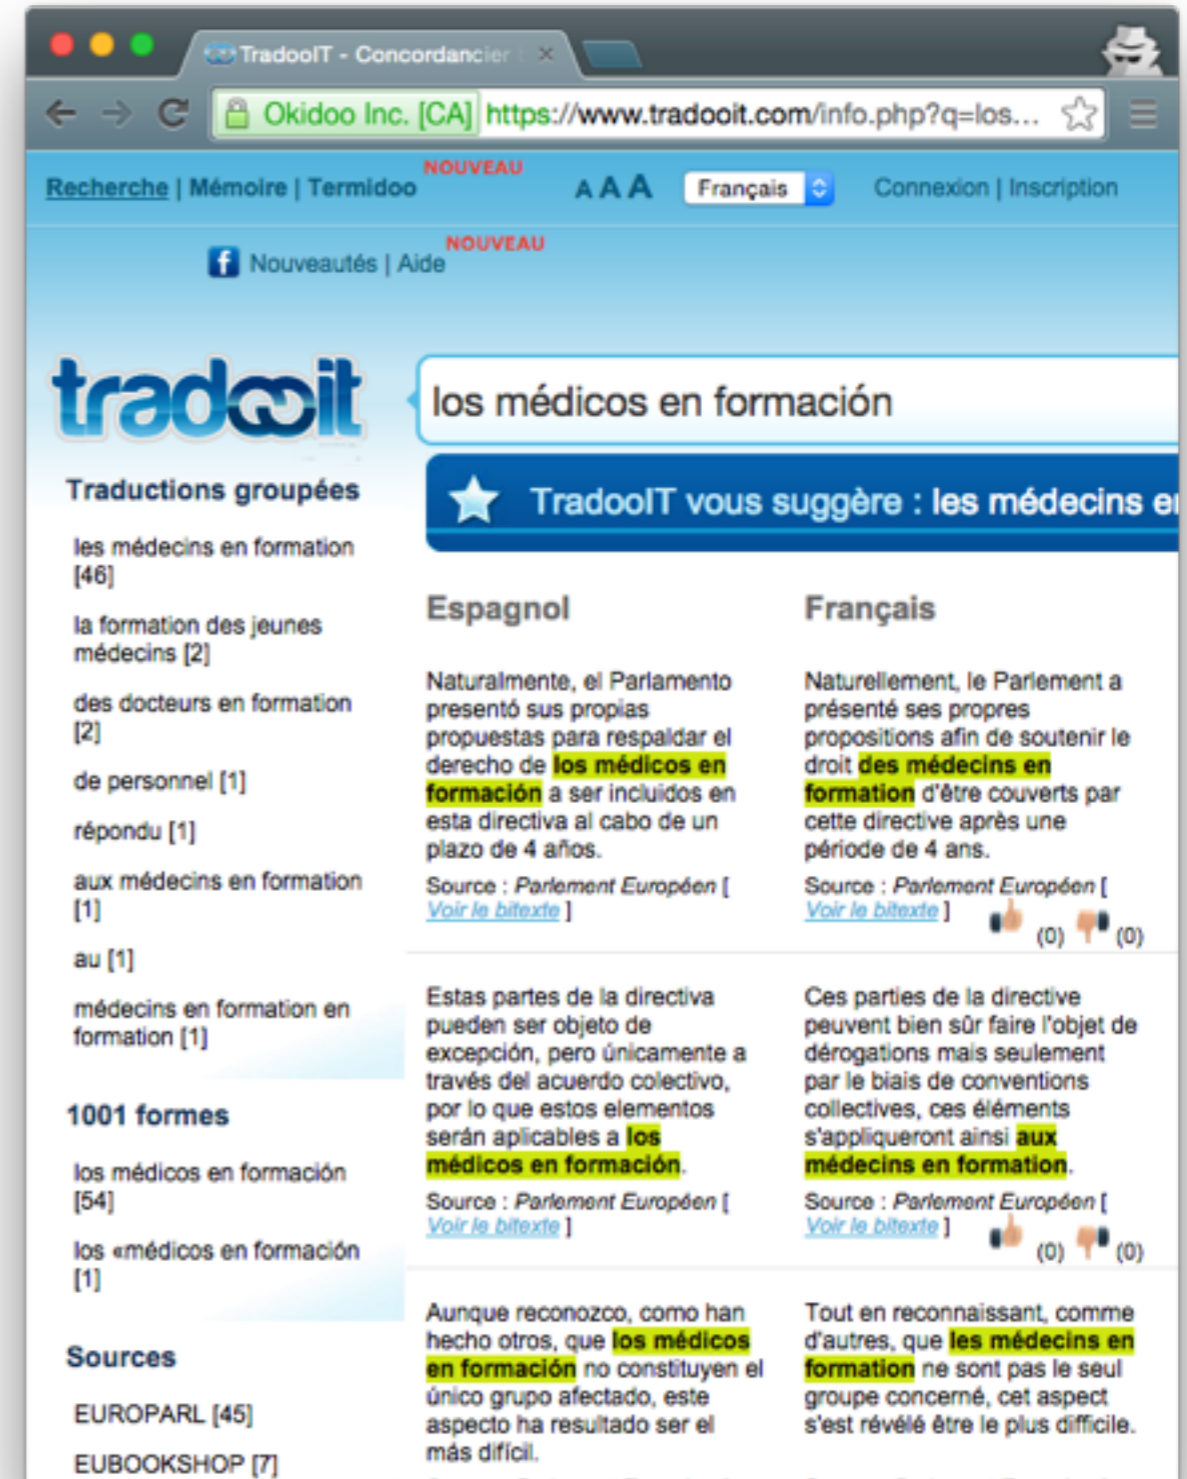 TradooIT - Concordancier
Okidoo Inc. [CA] https://www.tradooit.com/info.php?q=los...
Recherche | Mémoire | Termidoo NOUVEAU A A A Français Connexion | Inscription
Nouveautés | Aide NOUVEAU
tradooit
los médicos en formación
TradooIT vous suggère : les médecins e
Traductions groupées
les médecins en formation
[46]
la formation des jeunes
médecins [2]
des docteurs en formation
[2]
de personnel [1]
répondu [1]
aux médecins en formation
[1]
au [1]
médecins en formation en
formation [1]
1001 formes
los médicos en formación
[54]
los «médicos en formación
[1]
Sources
EUROPARL [45]
EUBOOKSHOP [7]
Espagnol
Français
Naturalmente, el Parlamento
presentó sus propias
propuestas para respaldar el
derecho de los médicos en
formación a ser incluidos en
esta directiva al cabo de un
plazo de 4 años.
Source : Parlement Européen [
Voir le bitexte ]
Naturellement, le Parlement a
présenté ses propres
propositions afin de soutenir le
droit des médecins en
formation d'être couverts par
cette directive après une
période de 4 ans.
Source : Parlement Européen [
Voir le bitexte ]
(0) (0)
Estas partes de la directiva
pueden ser objeto de
excepción, pero únicamente a
través del acuerdo colectivo,
por lo que estos elementos
serán aplicables a los
médicos en formación.
Source : Parlement Européen [
Voir le bitexte ]
Ces parties de la directive
peuvent bien sûr faire l'objet de
dérogations mais seulement
par le biais de conventions
collectives, ces éléments
s'appliqueront ainsi aux
médecins en formation.
Source : Parlement Européen [
Voir le bitexte ]
(0) (0)
Aunque reconozco, como han
hecho otros, que los médicos
en formación no constituyen el
único grupo afectado, este
aspecto ha resultado ser el
más difícil.
Tout en reconnaissant, comme
d'autres, que les médecins en
formation ne sont pas le seul
groupe concerné, cet aspect
s'est révélé être le plus difficile.